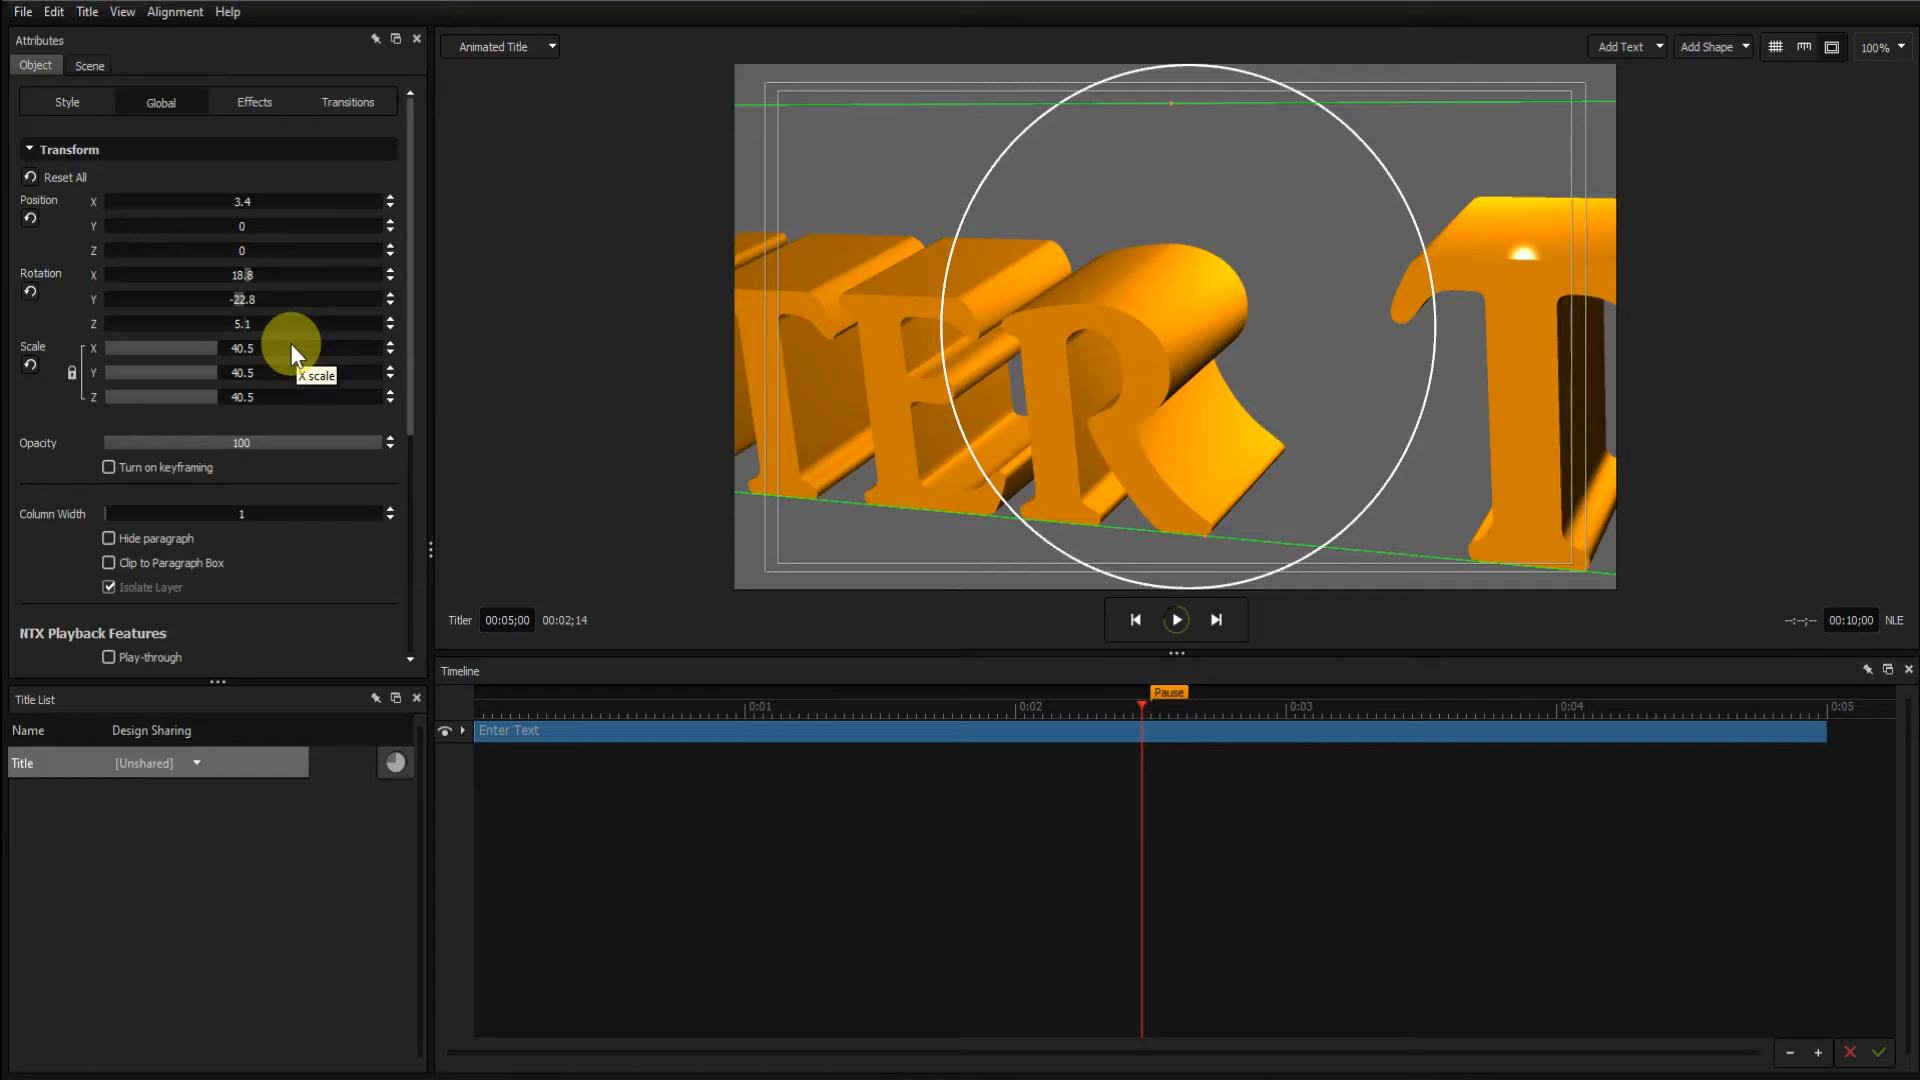 File Edit Title View Alignment Help
Attributes
Object Scene
Style Global Effects Transitions
Transform
Reset All
Position X 3.4
Y 0
Z 0
Rotation X 18.8
Y -22.8
Z 5.1
Scale X 40.5
Y 40.5
X scale
Z 40.5
Opacity 100
Turn on keyframing
Column Width 1
Hide paragraph
Clip to Paragraph Box
Isolate Layer
NTX Playback Features
Play-through
Animated Title
Add Text Add Shape 100%
TER T
Titler 00:05;00 00:02;14
--:--;-- 00:10;00 NLE
Title List
Name Design Sharing
Title [Unshared]
Timeline
Pause
0:01 0:02 0:03 0:04 0:05
Enter Text